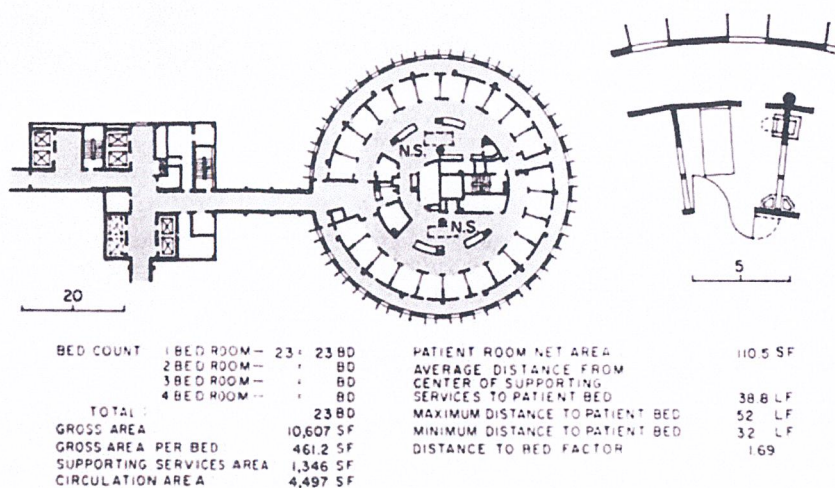 N.S.
N.S.
20
5
BED COUNT 1 BED ROOM — 23 = 23 BD
2 BED ROOM — = BD
3 BED ROOM — = BD
4 BED ROOM — = BD
TOTAL : 23 BD
GROSS AREA 10,607 SF
GROSS AREA PER BED 461.2 SF
SUPPORTING SERVICES AREA 1,346 SF
CIRCULATION AREA 4,497 SF
PATIENT ROOM NET AREA 110.5 SF
AVERAGE DISTANCE FROM
CENTER OF SUPPORTING
SERVICES TO PATIENT BED 38.8 LF
MAXIMUM DISTANCE TO PATIENT BED 52 LF
MINIMUM DISTANCE TO PATIENT BED 32 LF
DISTANCE TO BED FACTOR 1.69